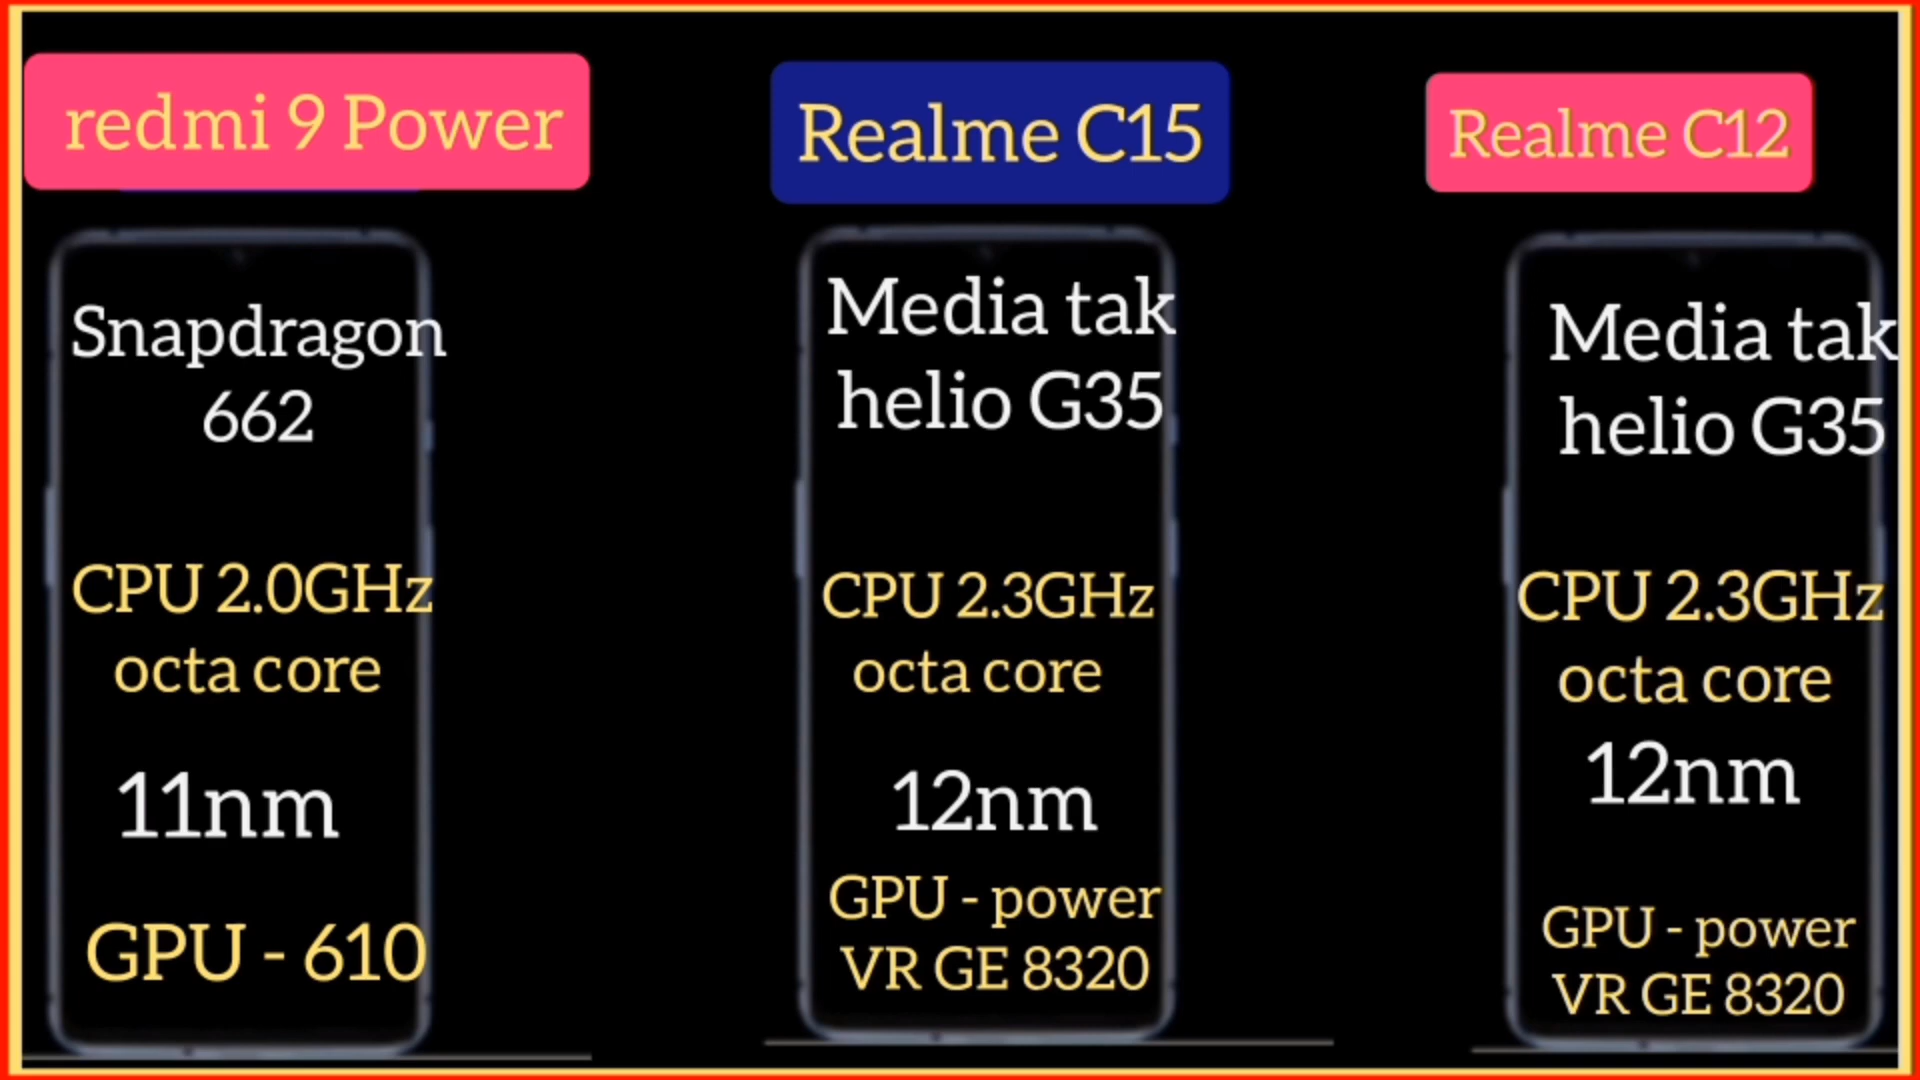 redmi 9 Power
Snapdragon
662
CPU 2.0GHz
octa core
11nm
GPU - 610
Realme C15
Media tak
helio G35
CPU 2.3GHz
octa core
12nm
GPU - power
VR GE 8320
Realme C12
Media tak
helio G35
CPU 2.3GHz
octa core
12nm
GPU - power
VR GE 8320